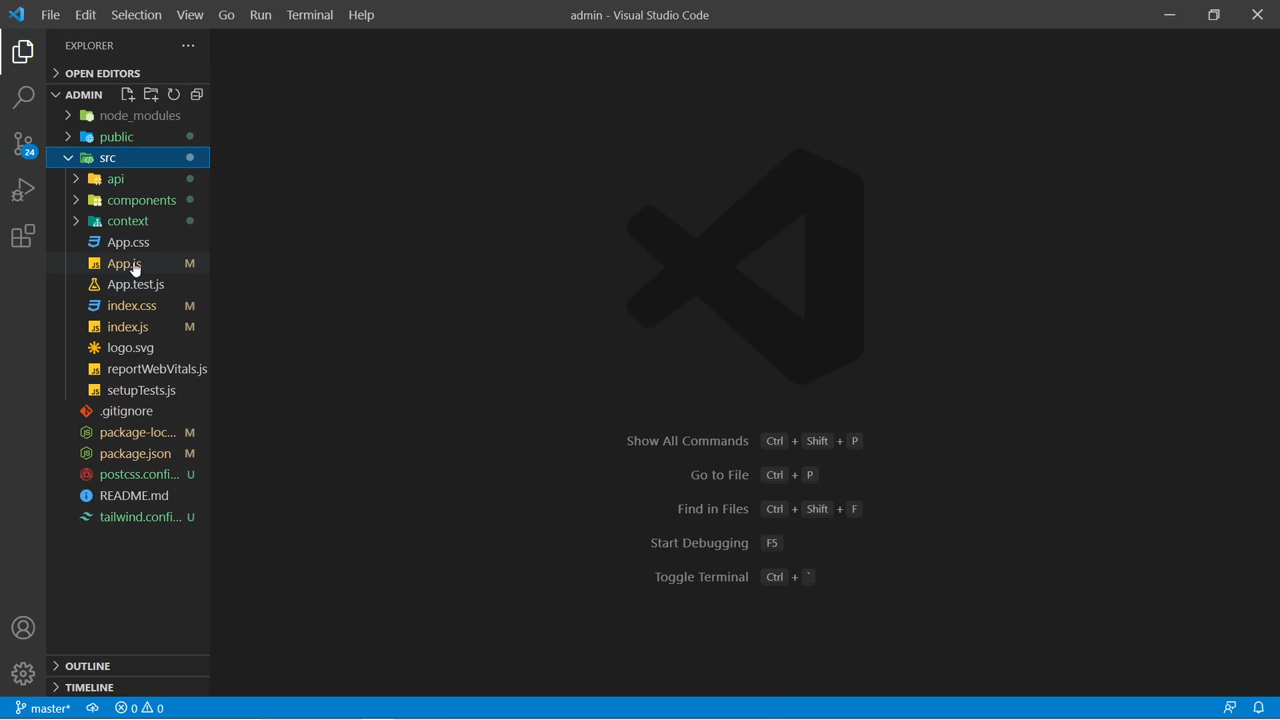 File Edit Selection View Go Run Terminal Help admin - Visual Studio Code
EXPLORER
OPEN EDITORS
ADMIN
node_modules
public
src
api
components
context
App.css
App.js M
App.test.js
index.css M
index.js M
logo.svg
reportWebVitals.js
setupTests.js
.gitignore
package-loc... M
package.json M
postcss.confi... U
README.md
tailwind.confi... U
OUTLINE
TIMELINE
24
Show All Commands Ctrl + Shift + P
Go to File Ctrl + P
Find in Files Ctrl + Shift + F
Start Debugging F5
Toggle Terminal Ctrl + `
master* 0 0